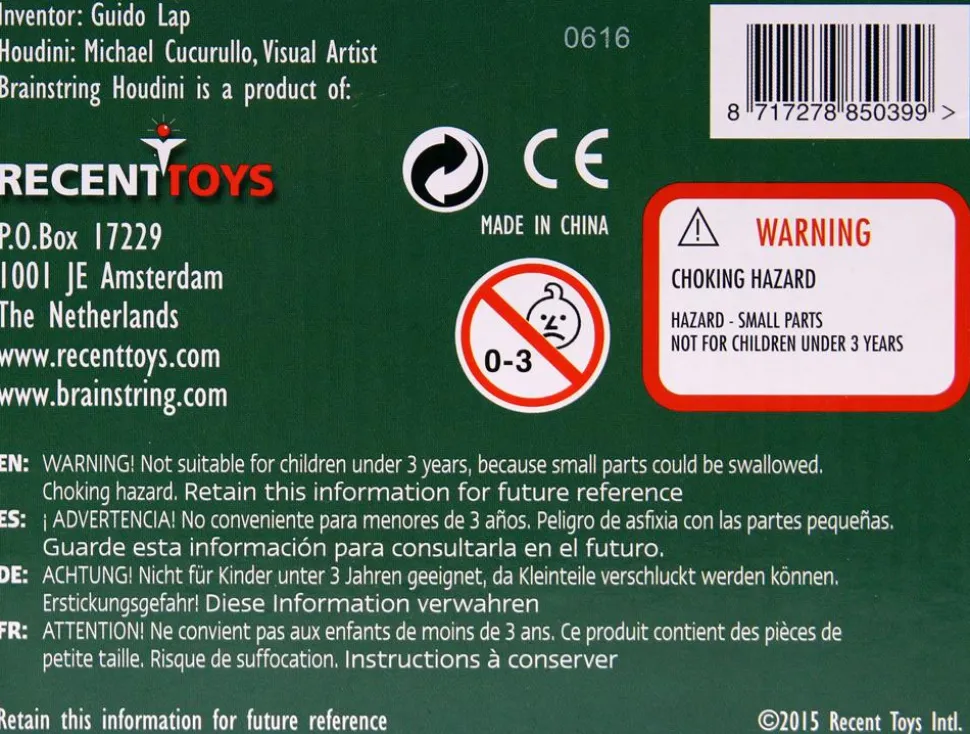 Inventor: Guido Lap
Houdini: Michael Cucurullo, Visual Artist
Brainstring Houdini is a product of:
0616
8 717278 850399 >
RECENTTOYS
P.O.Box 17229
1001 JE Amsterdam
The Netherlands
www.recenttoys.com
www.brainstring.com
CE
MADE IN CHINA
0-3
WARNING
CHOKING HAZARD
HAZARD - SMALL PARTS
NOT FOR CHILDREN UNDER 3 YEARS
EN: WARNING! Not suitable for children under 3 years, because small parts could be swallowed.
Choking hazard. Retain this information for future reference
ES: ¡ ADVERTENCIA! No conveniente para menores de 3 años. Peligro de asfixia con las partes pequeñas.
Guarde esta información para consultarla en el futuro.
DE: ACHTUNG! Nicht für Kinder unter 3 Jahren geeignet, da Kleinteile verschluckt werden können.
Erstickungsgefahr! Diese Information verwahren
FR: ATTENTION! Ne convient pas aux enfants de moins de 3 ans. Ce produit contient des pièces de
petite taille. Risque de suffocation. Instructions à conserver
Retain this information for future reference
©2015 Recent Toys Intl.